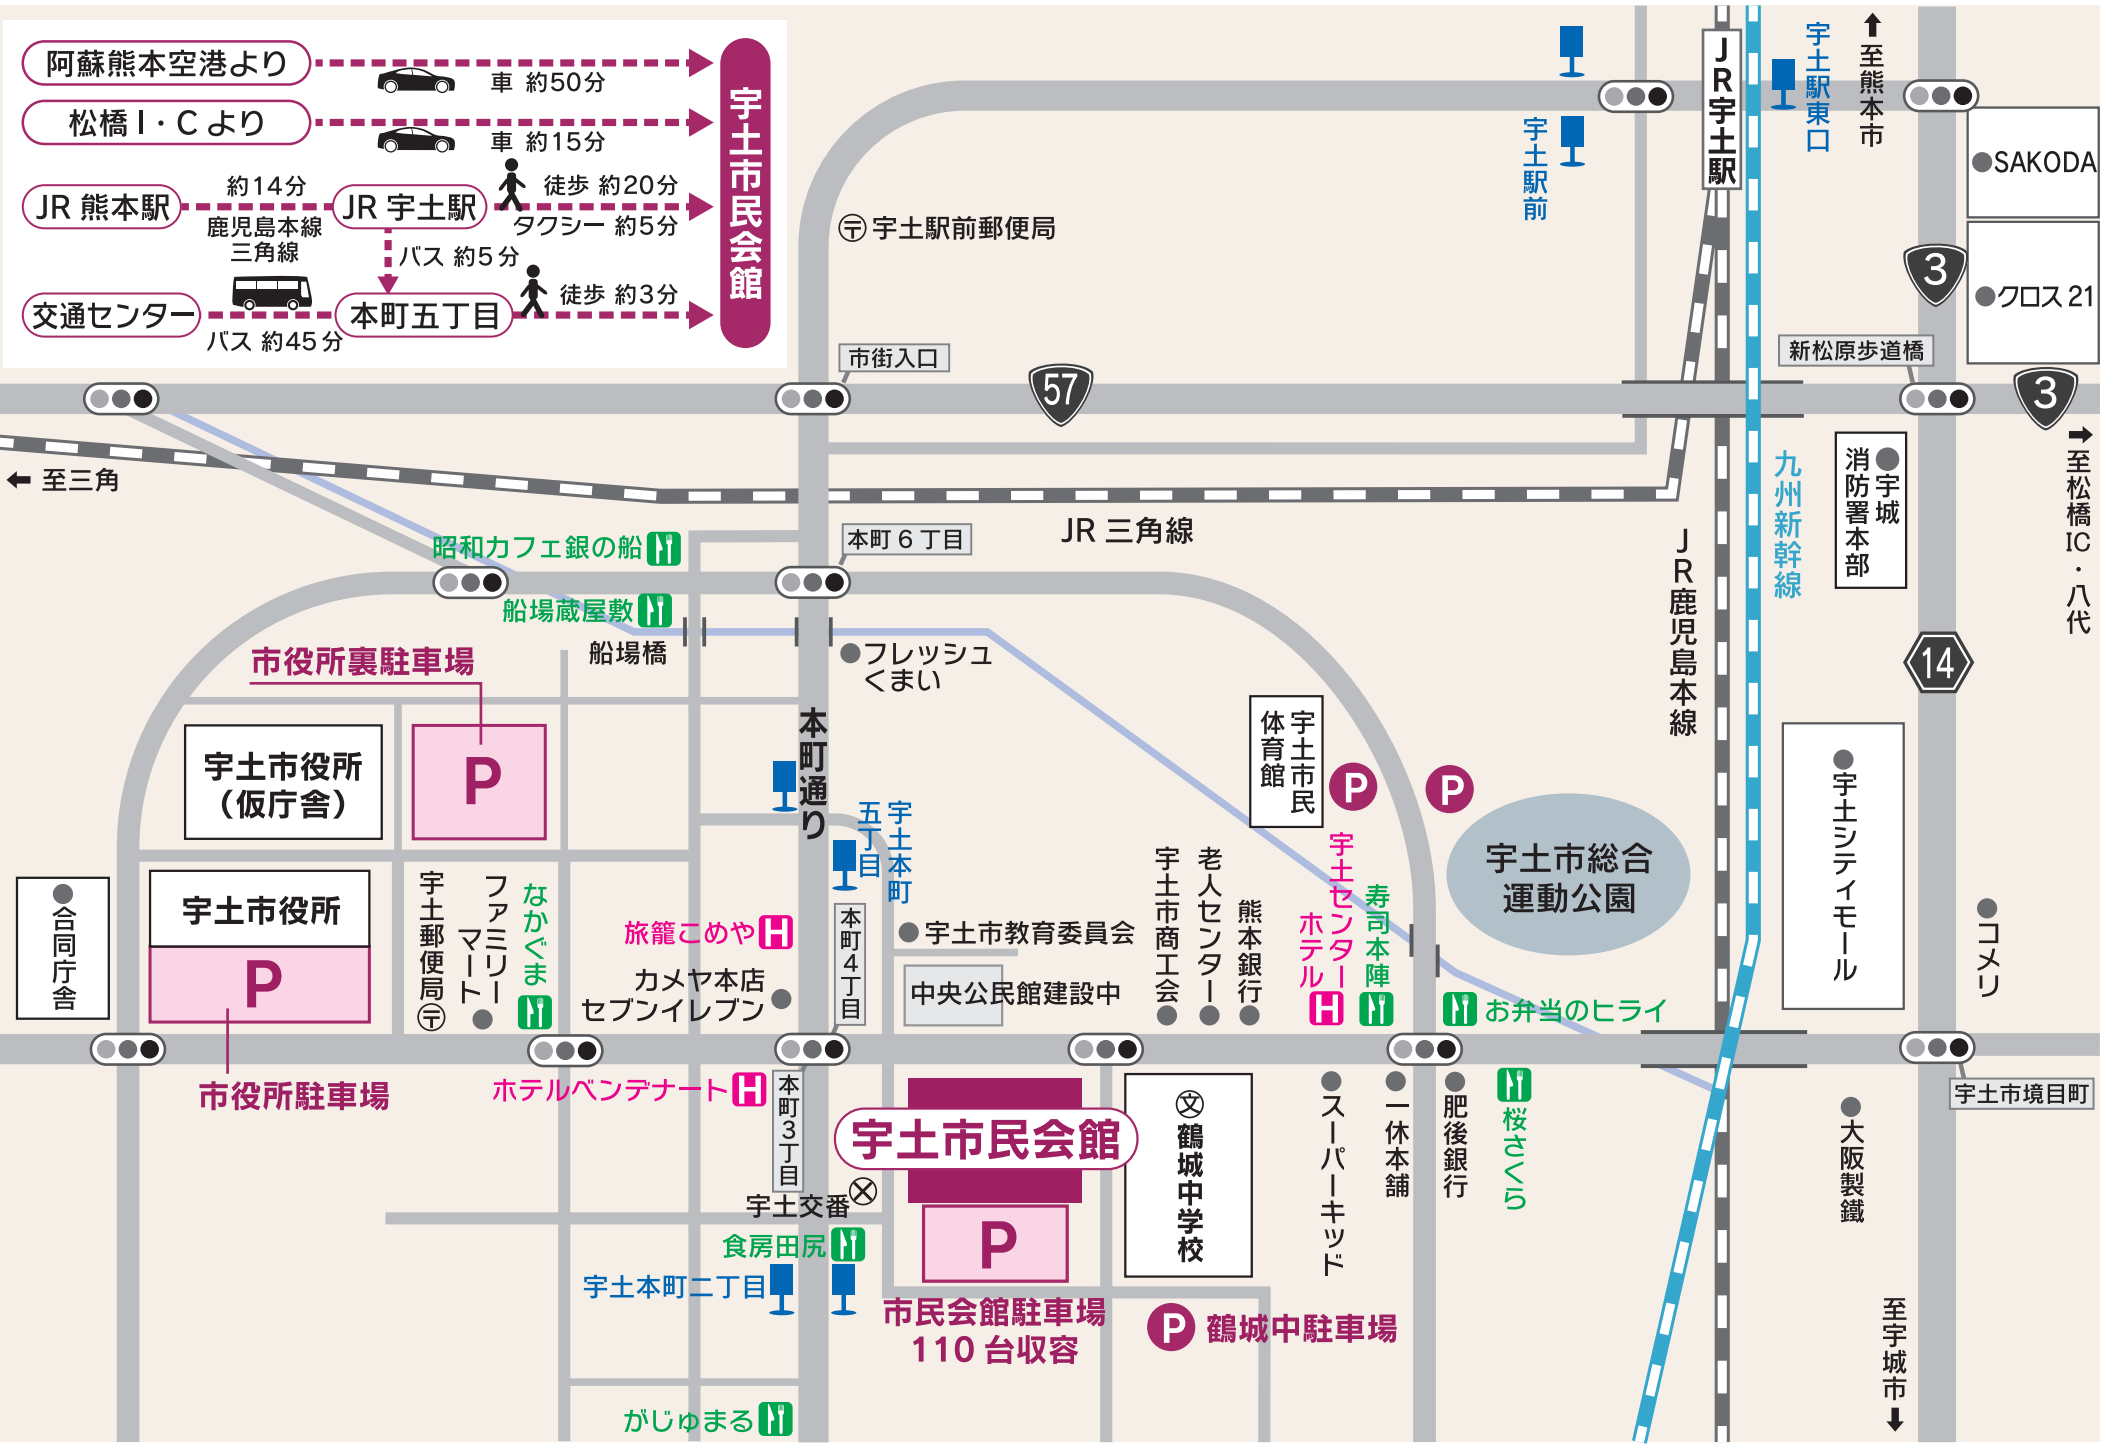 阿蘇熊本空港より
車 約50分
松橋I・Cより
車 約15分
JR 熊本駅
約14分
鹿児島本線
三角線
JR 宇土駅
徒歩 約20分
タクシー 約5分
バス 約5分
交通センター
バス 約45分
本町五丁目
徒歩 約3分
宇土市民会館
宇土駅前
JR宇土駅
宇土駅東口
至熊本市
SAKODA
〒宇土駅前郵便局
3
クロス21
市街入口
57
新松原歩道橋
3
至三角
JR 三角線
昭和カフェ銀の船
本町6丁目
九州新幹線
宇城
消防署本部
至松橋IC・八代
JR鹿児島本線
船場蔵屋敷
船場橋
フレッシュ
くまい
14
市役所裏駐車場
P
本町通り
宇土市役所
(仮庁舎)
宇土市民
体育館
P
P
宇土市総合
運動公園
宇土シティモール
宇土本町
五丁目
合同庁舎
宇土市役所
P
宇土郵便局〒
ファミリー
マート
なかぐま
旅籠こめや
H
カメヤ本店
セブンイレブン
本町4丁目
宇土市教育委員会
中央公民館建設中
宇土市商工会
老人センター
熊本銀行
宇土センター
ホテル
H
寿司本陣
お弁当のヒライ
コメリ
市役所駐車場
ホテルベンデナート
H
本町3丁目
宇土市民会館
P
文
鶴城中学校
スーパーキッド
一休本舗
肥後銀行
桜さくら
宇土市境目町
大阪製鐵
宇土交番
食房田尻
宇土本町二丁目
市民会館駐車場
110台収容
P
鶴城中駐車場
至宇城市
がじゅまる